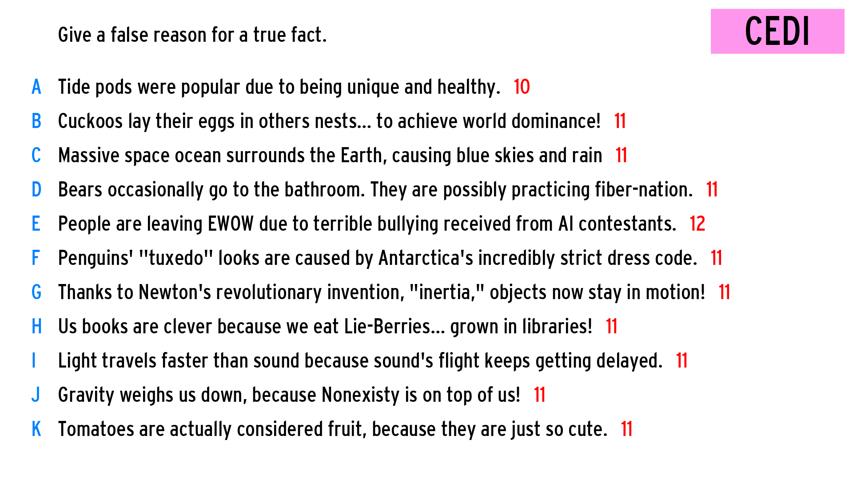 Give a false reason for a true fact.
CEDI
A Tide pods were popular due to being unique and healthy. 10
B Cuckoos lay their eggs in others nests... to achieve world dominance! 11
C Massive space ocean surrounds the Earth, causing blue skies and rain 11
D Bears occasionally go to the bathroom. They are possibly practicing fiber-nation. 11
E People are leaving EWOW due to terrible bullying received from AI contestants. 12
F Penguins' "tuxedo" looks are caused by Antarctica's incredibly strict dress code. 11
G Thanks to Newton's revolutionary invention, "inertia," objects now stay in motion! 11
H Us books are clever because we eat Lie-Berries... grown in libraries! 11
I Light travels faster than sound because sound's flight keeps getting delayed. 11
J Gravity weighs us down, because Nonexisty is on top of us! 11
K Tomatoes are actually considered fruit, because they are just so cute. 11